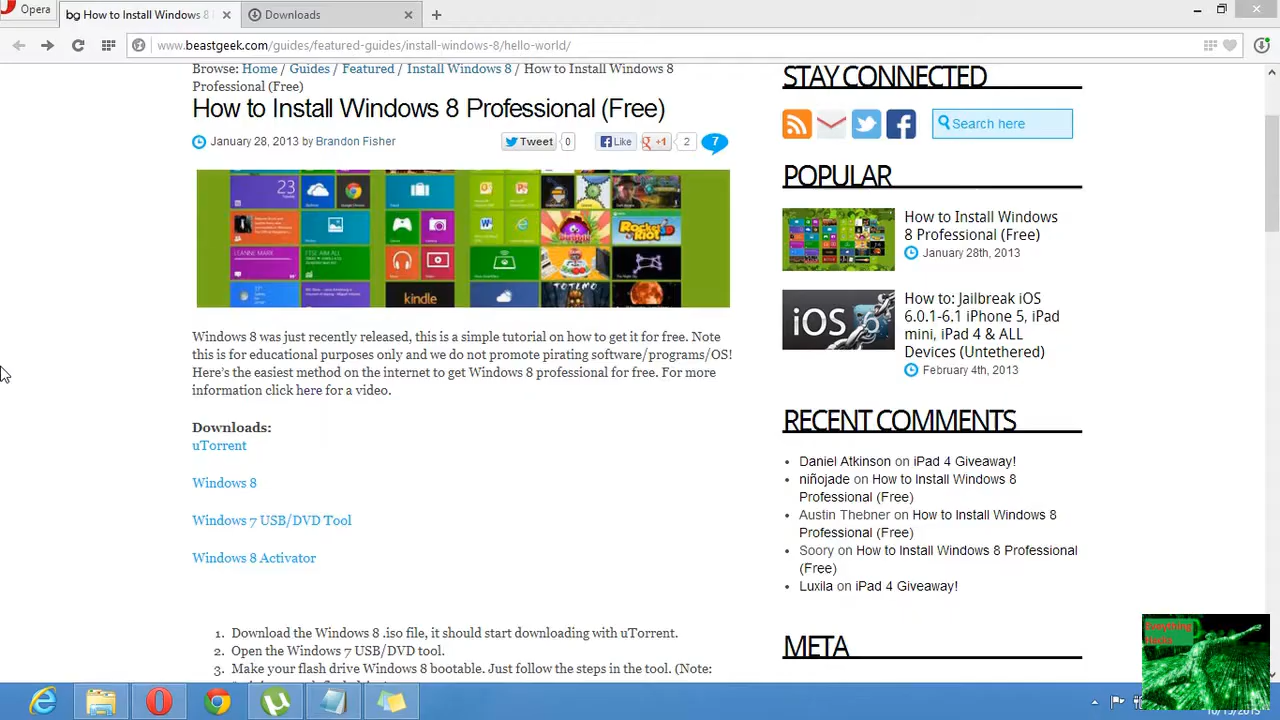 Opera
bg How to Install Windows 8
Downloads
www.beastgeek.com/guides/featured-guides/install-windows-8/hello-world/
Browse: Home / Guides / Featured / Install Windows 8 / How to Install Windows 8
Professional (Free)
How to Install Windows 8 Professional (Free)
January 28, 2013 by Brandon Fisher
Tweet 0
Like
+1 2
7
23
kindle
Windows 8 was just recently released, this is a simple tutorial on how to get it for free. Note
this is for educational purposes only and we do not promote pirating software/programs/OS!
Here's the easiest method on the internet to get Windows 8 professional for free. For more
information click here for a video.
Downloads:
uTorrent
Windows 8
Windows 7 USB/DVD Tool
Windows 8 Activator
1. Download the Windows 8 .iso file, it should start downloading with uTorrent.
2. Open the Windows 7 USB/DVD tool.
3. Make your flash drive Windows 8 bootable. Just follow the steps in the tool. (Note:
STAY CONNECTED
Search here
POPULAR
How to Install Windows
8 Professional (Free)
January 28th, 2013
iOS
How to: Jailbreak iOS
6.0.1-6.1 iPhone 5, iPad
mini, iPad 4 & ALL
Devices (Untethered)
February 4th, 2013
RECENT COMMENTS
• Daniel Atkinson on iPad 4 Giveaway!
• niñojade on How to Install Windows 8
Professional (Free)
• Austin Thebner on How to Install Windows 8
Professional (Free)
• Soory on How to Install Windows 8 Professional
(Free)
• Luxila on iPad 4 Giveaway!
META
Everything
Hacks